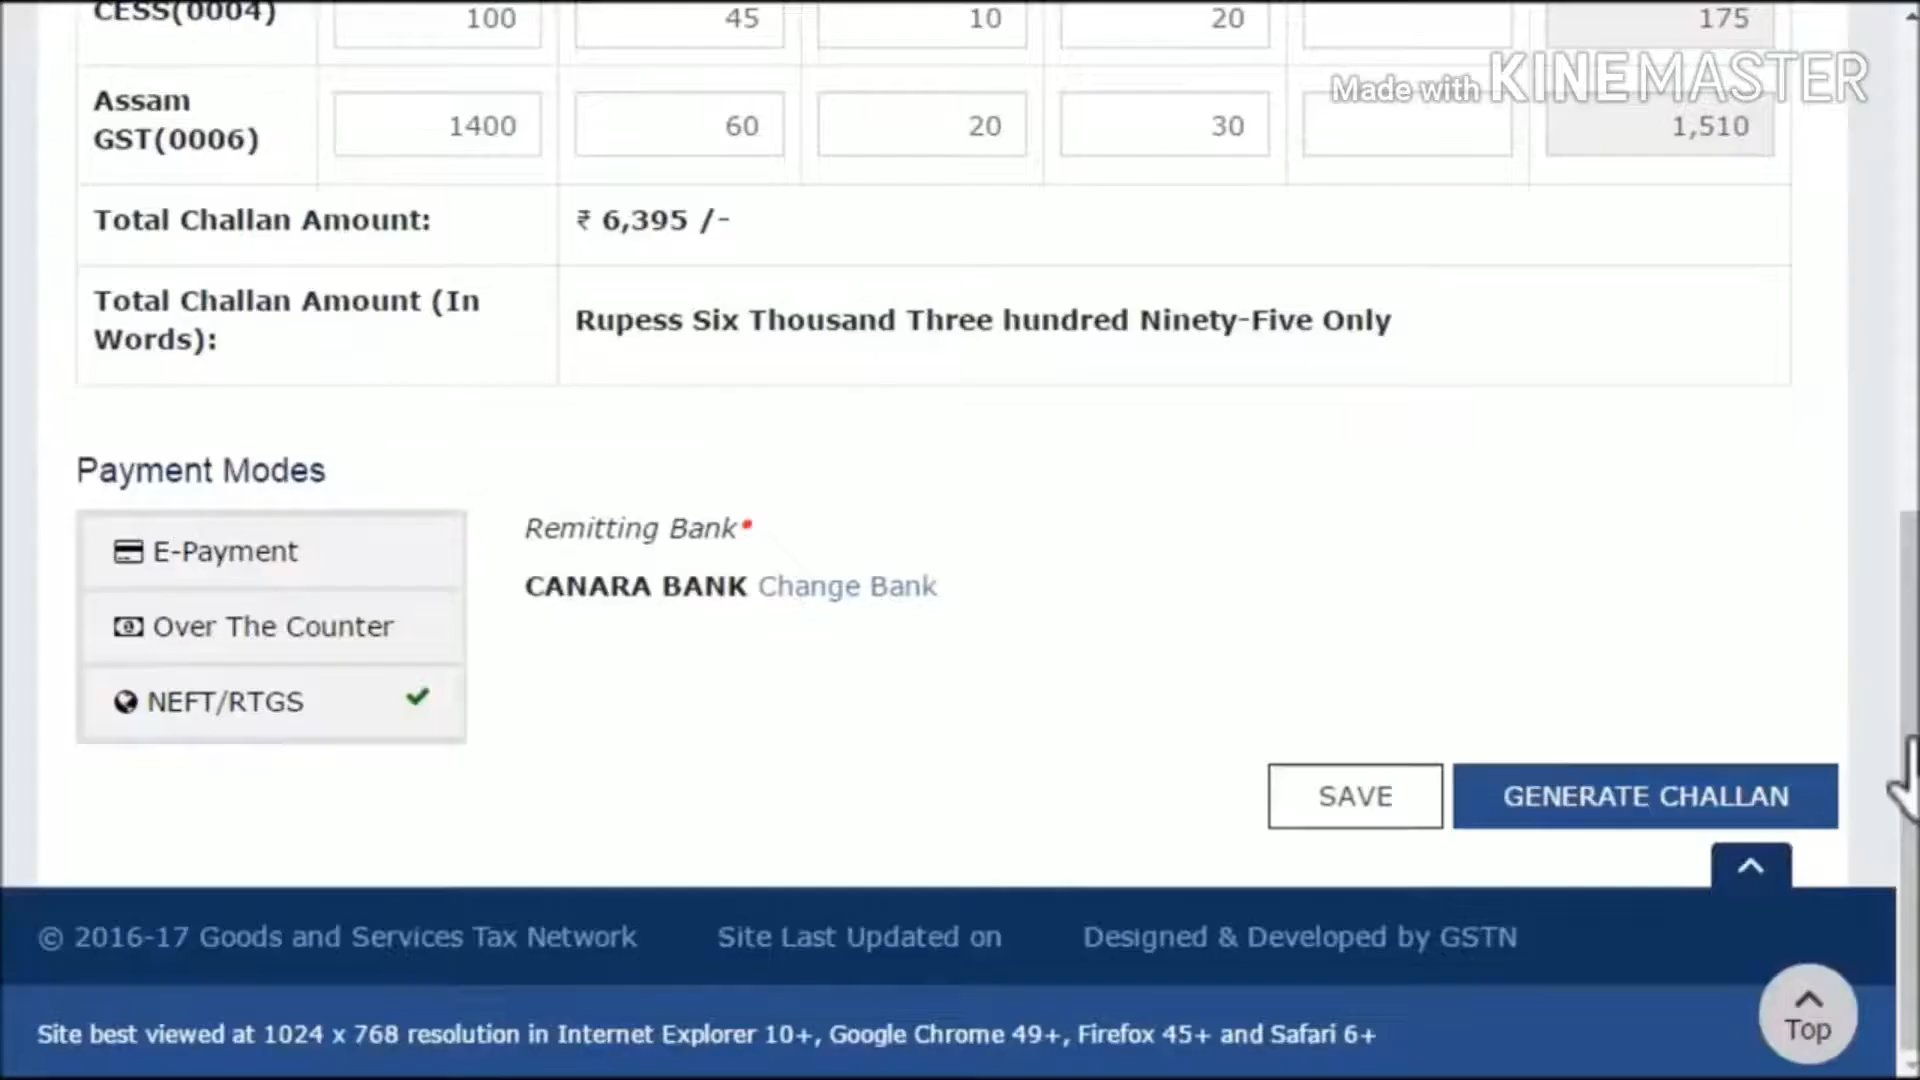 CESS(0004) 100 45 10 20 175
Made with KINEMASTER
Assam
GST(0006) 1400 60 20 30 1,510
Total Challan Amount: ₹ 6,395 /-
Total Challan Amount (In
Words): Rupess Six Thousand Three hundred Ninety-Five Only
Payment Modes
E-Payment
Over The Counter
NEFT/RTGS
Remitting Bank•
CANARA BANK Change Bank
SAVE GENERATE CHALLAN
© 2016-17 Goods and Services Tax Network Site Last Updated on Designed & Developed by GSTN
Top
Site best viewed at 1024 x 768 resolution in Internet Explorer 10+, Google Chrome 49+, Firefox 45+ and Safari 6+